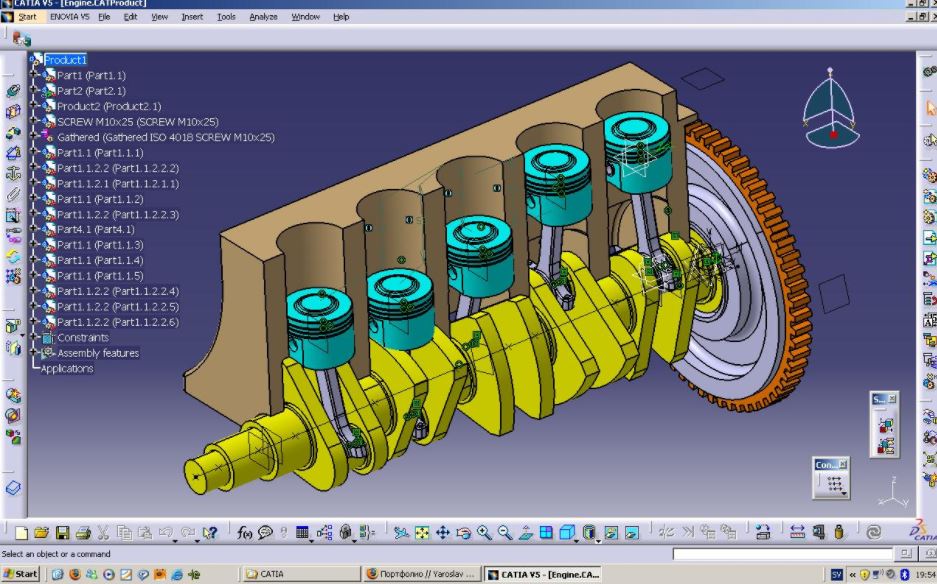 CATIA V5 - [Engine.CATProduct]
Start ENOVIA V5 File Edit View Insert Tools Analyze Window Help
Product1
Part1 (Part1.1)
Part2 (Part2.1)
Product2 (Product2.1)
SCREW M10x25 (SCREW M10x25)
Gathered (Gathered ISO 4018 SCREW M10x25)
Part1.1 (Part1.1.1)
Part1.1.2.2 (Part1.1.2.2.2)
Part1.1.2.1 (Part1.1.2.1.1)
Part1.1 (Part1.1.2)
Part1.1.2.2 (Part1.1.2.2.3)
Part4.1 (Part4.1)
Part1.1 (Part1.1.3)
Part1.1 (Part1.1.4)
Part1.1 (Part1.1.5)
Part1.1.2.2 (Part1.1.2.2.4)
Part1.1.2.2 (Part1.1.2.2.5)
Part1.1.2.2 (Part1.1.2.2.6)
Constraints
Assembly features
Applications
S...
Con...
f(x)
CATIA
Select an object or a command
Start CATIA Портфолио // Yaroslav ... CATIA V5 - [Engine.CA... SV 19:54